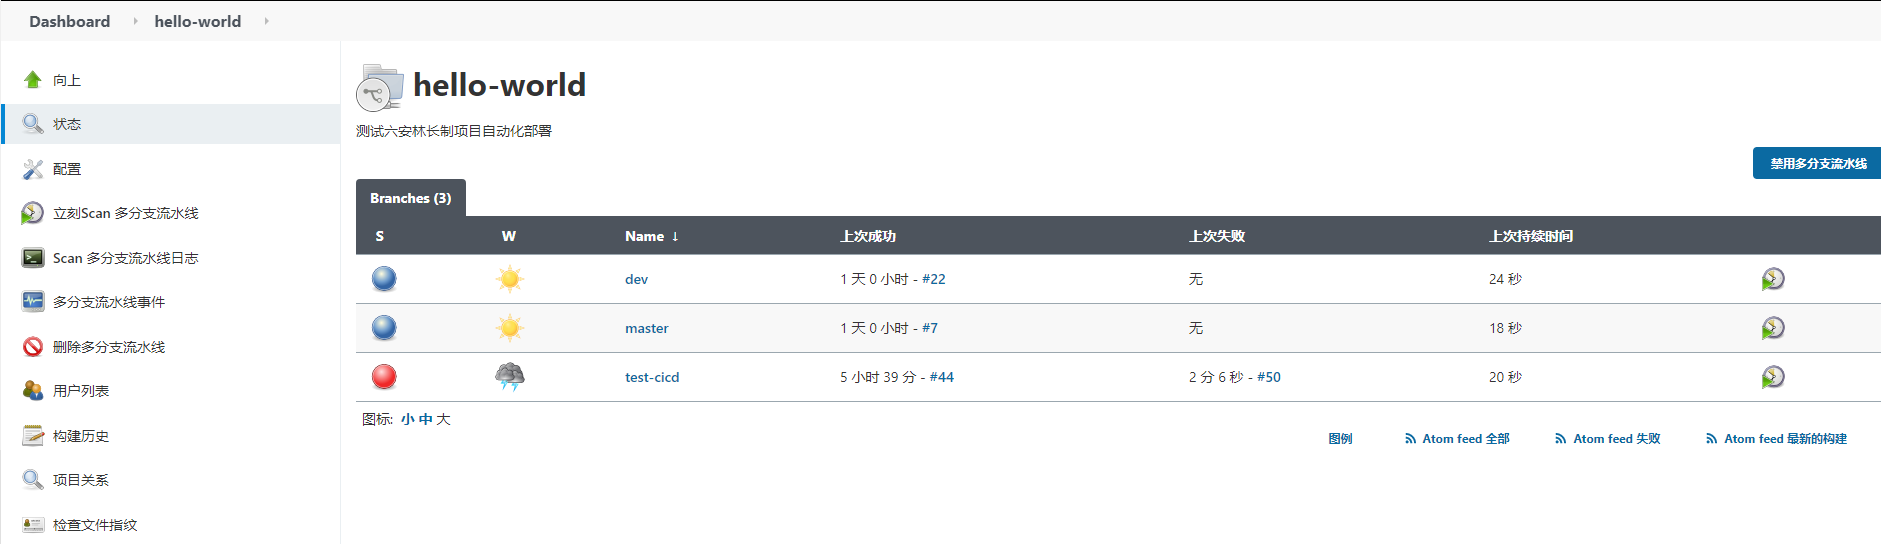 Dashboard hello-world
向上
状态
配置
立刻Scan 多分支流水线
Scan 多分支流水线日志
多分支流水线事件
删除多分支流水线
用户列表
构建历史
项目关系
检查文件指纹
hello-world
测试六安林长制项目自动化部署
禁用多分支流水线
Branches (3)
S W Name ↓ 上次成功 上次失败 上次持续时间
dev 1 天 0 小时 - #22 无 24 秒
master 1 天 0 小时 - #7 无 18 秒
test-cicd 5 小时 39 分 - #44 2 分 6 秒 - #50 20 秒
图标: 小 中 大
图例 Atom feed 全部 Atom feed 失败 Atom feed 最新的构建